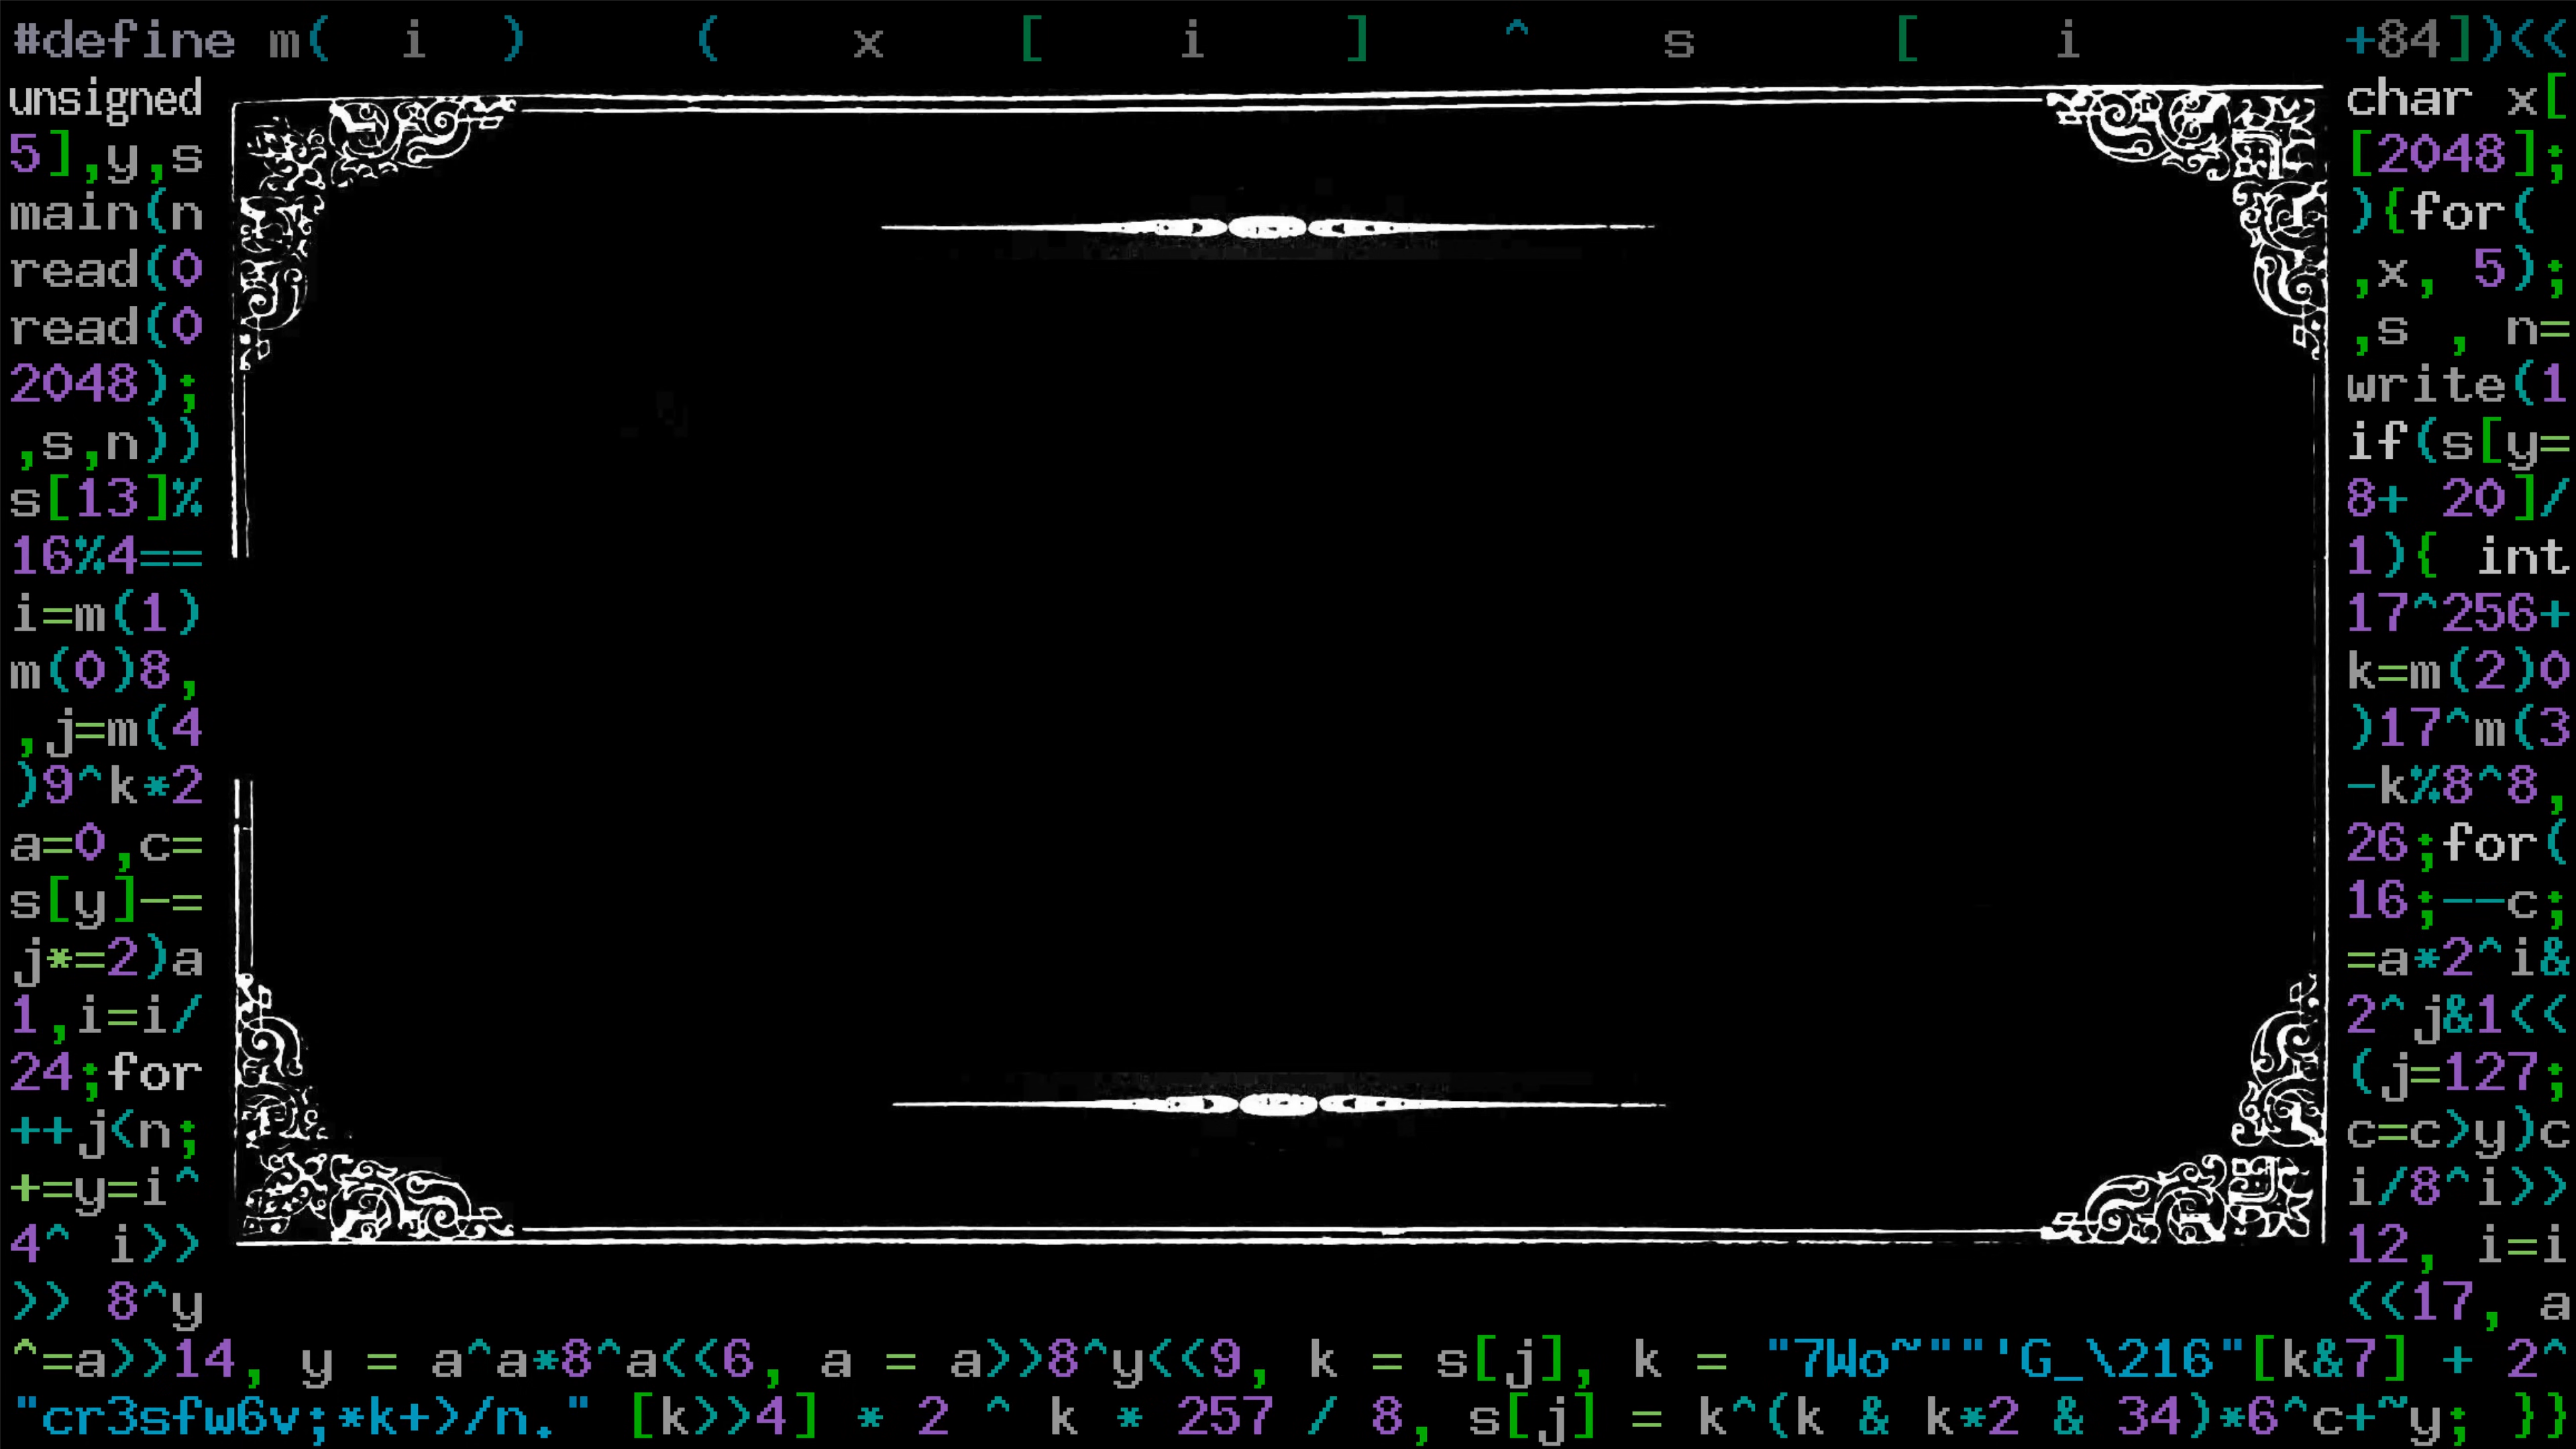 #define m( i ) ( x [ i ] ^ s [ i +84])<<
unsigned char x[
5],y,s [2048];
main(n ){for(
read(0 ,x, 5);
read(0 ,s , n=
2048); write(1
,s,n)) if(s[y=
s[13]% 8+ 20]/
16%4== 1){ int
i=m(1) 17^256+
m(0)8, k=m(2)0
,j=m(4 )17^m(3
)9^k*2 -k%8^8,
a=0,c= 26;for(
s[y]-= 16;--c;
j*=2)a =a*2^i&
1,i=i/ 2^j&1<<
24;for (j=127;
++j<n; c=c>y)c
+=y=i^ i/8^i>>
4^ i>> 12, i=i
>> 8^y <<17, a
^=a>>14, y = a^a*8^a<<6, a = a>>8^y<<9, k = s[j], k = "7Wo~""'G_\216"[k&7] + 2^
"cr3sfw6v;*k+>/n." [k>>4] * 2 ^ k * 257 / 8, s[j] = k^(k & k*2 & 34)*6^c+~y; }}